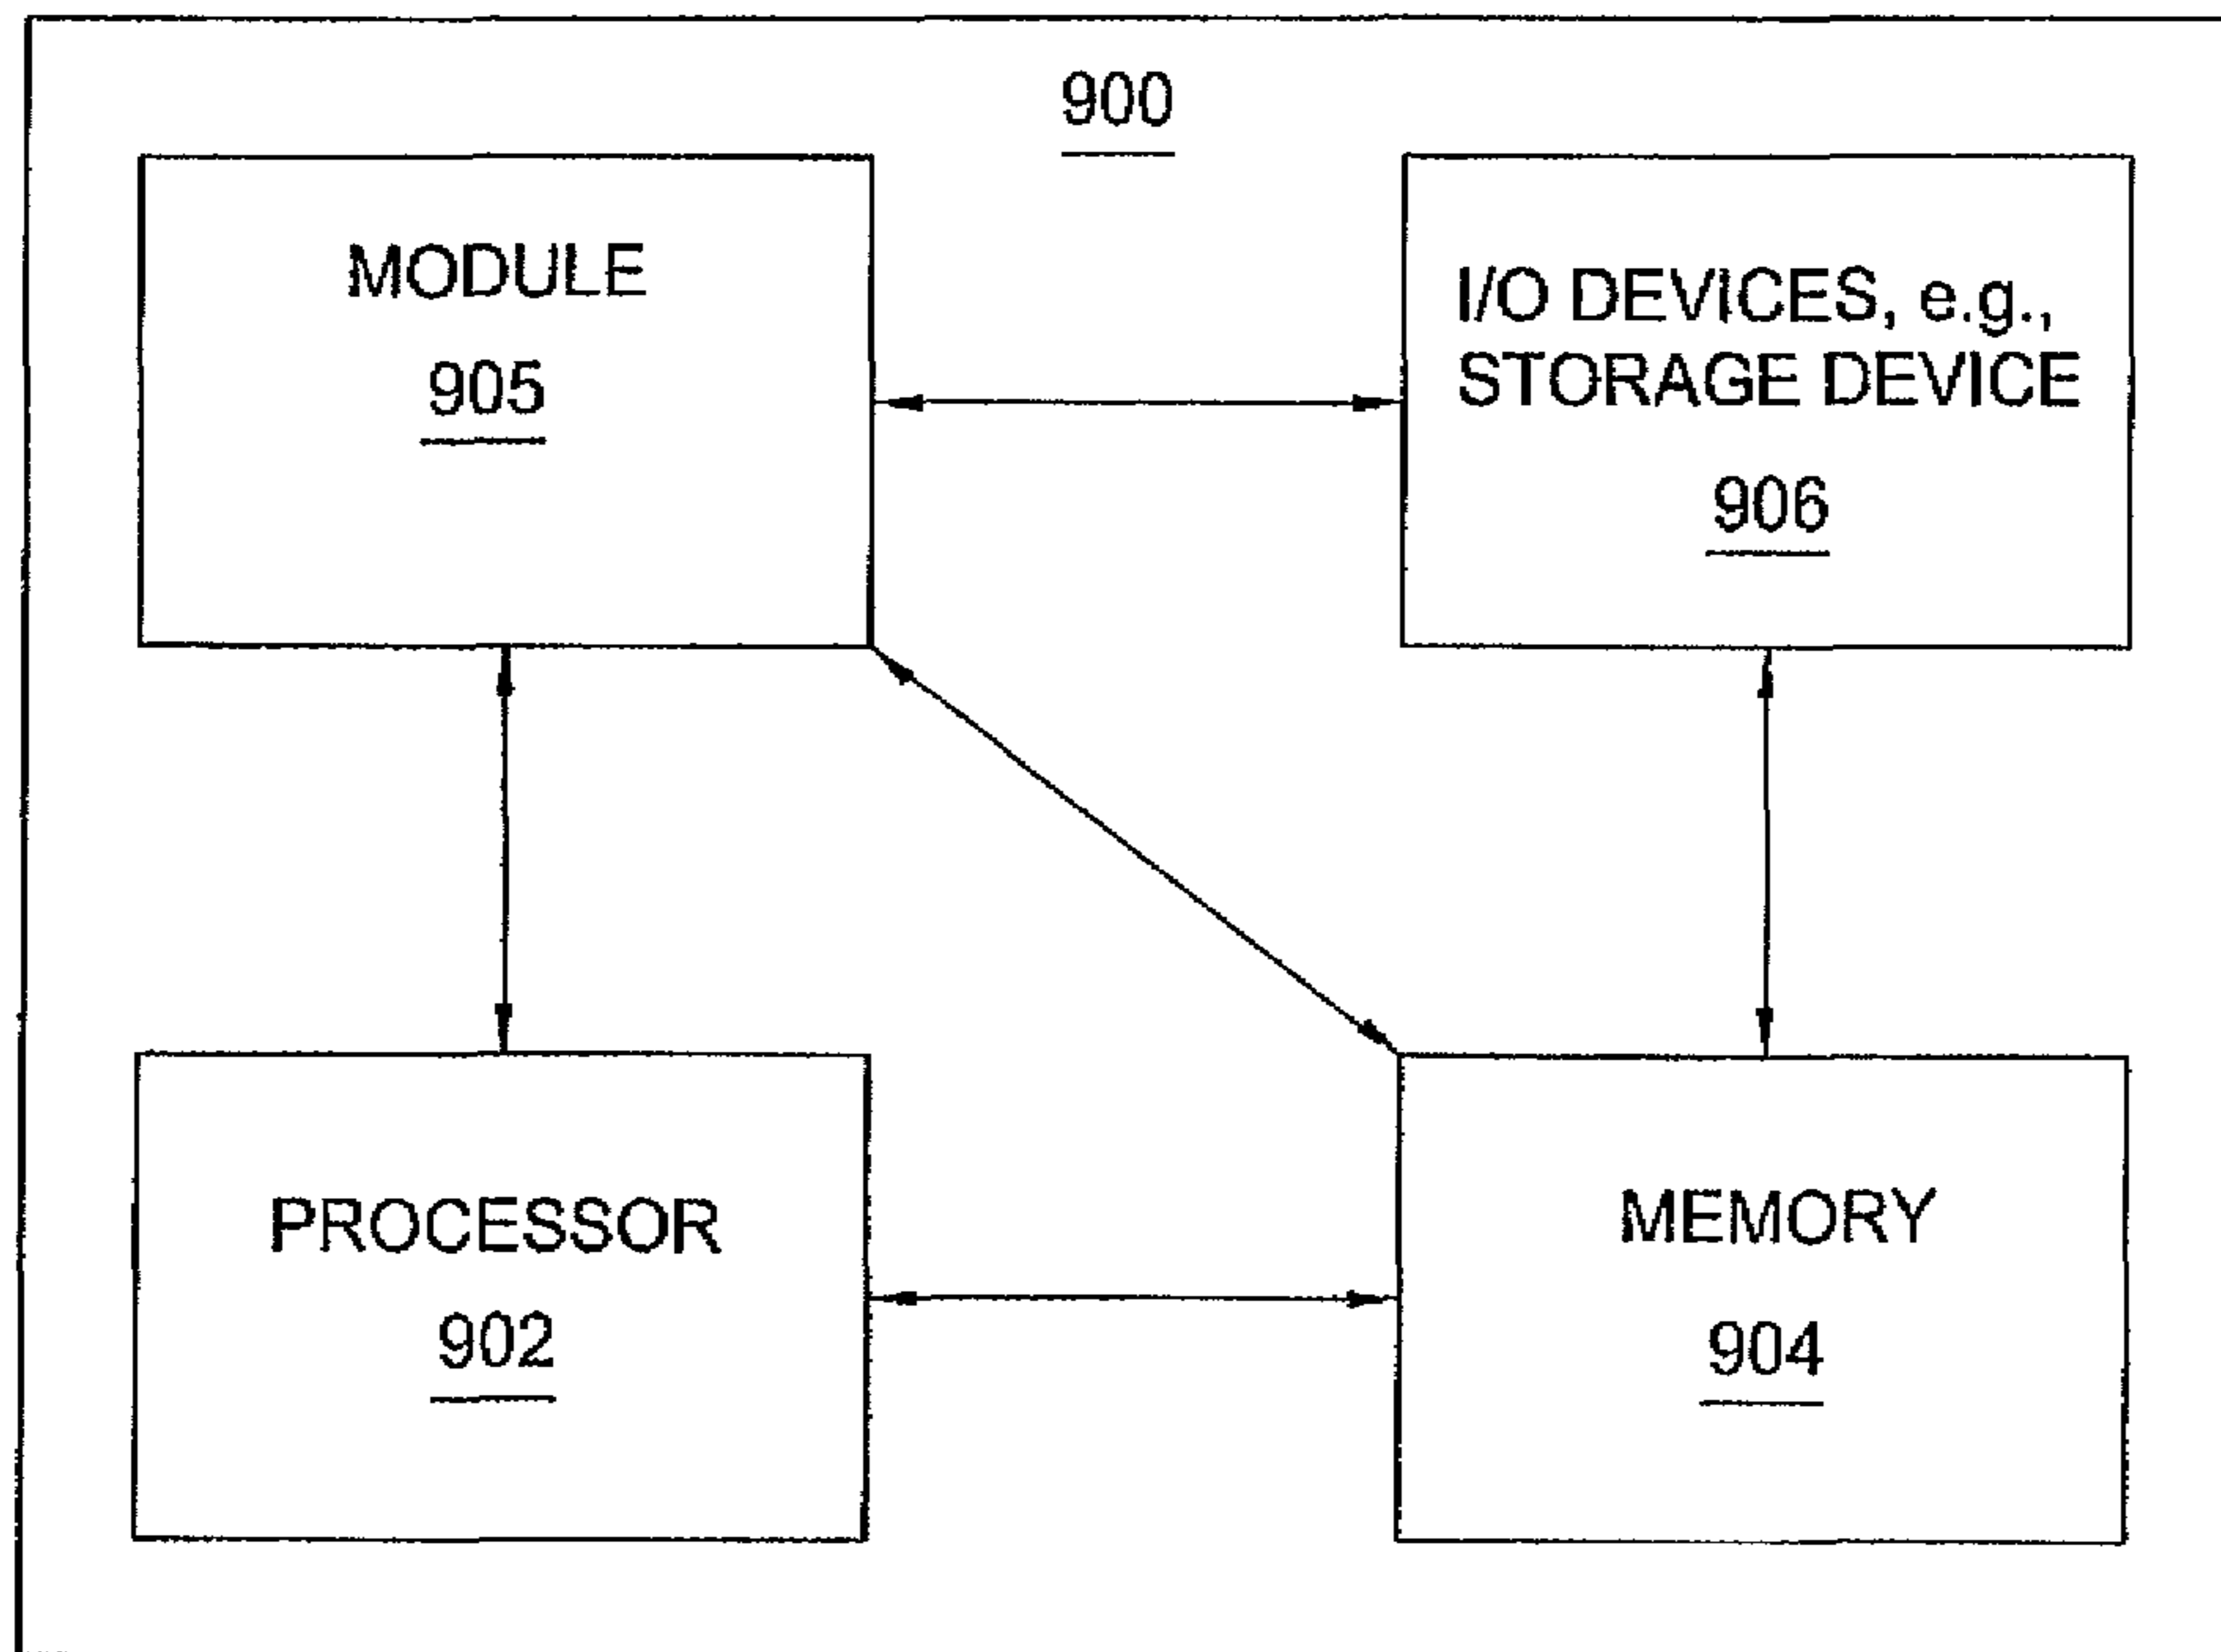 900
MODULE
905
I/O DEVICES, e.g.,
STORAGE DEVICE
906
PROCESSOR
902
MEMORY
904